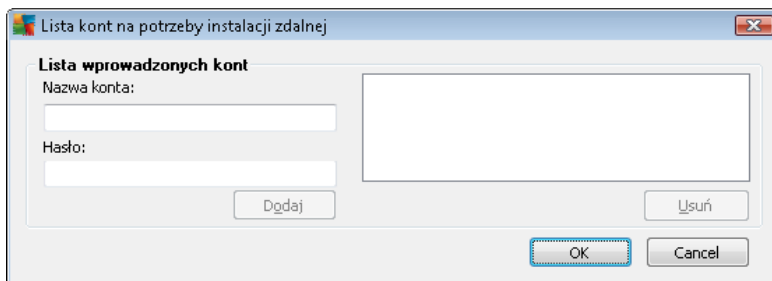 Lista kont na potrzeby instalacji zdalnej
Lista wprowadzonych kont
Nazwa konta:
Hasło:
Dodaj
Usuń
OK
Cancel